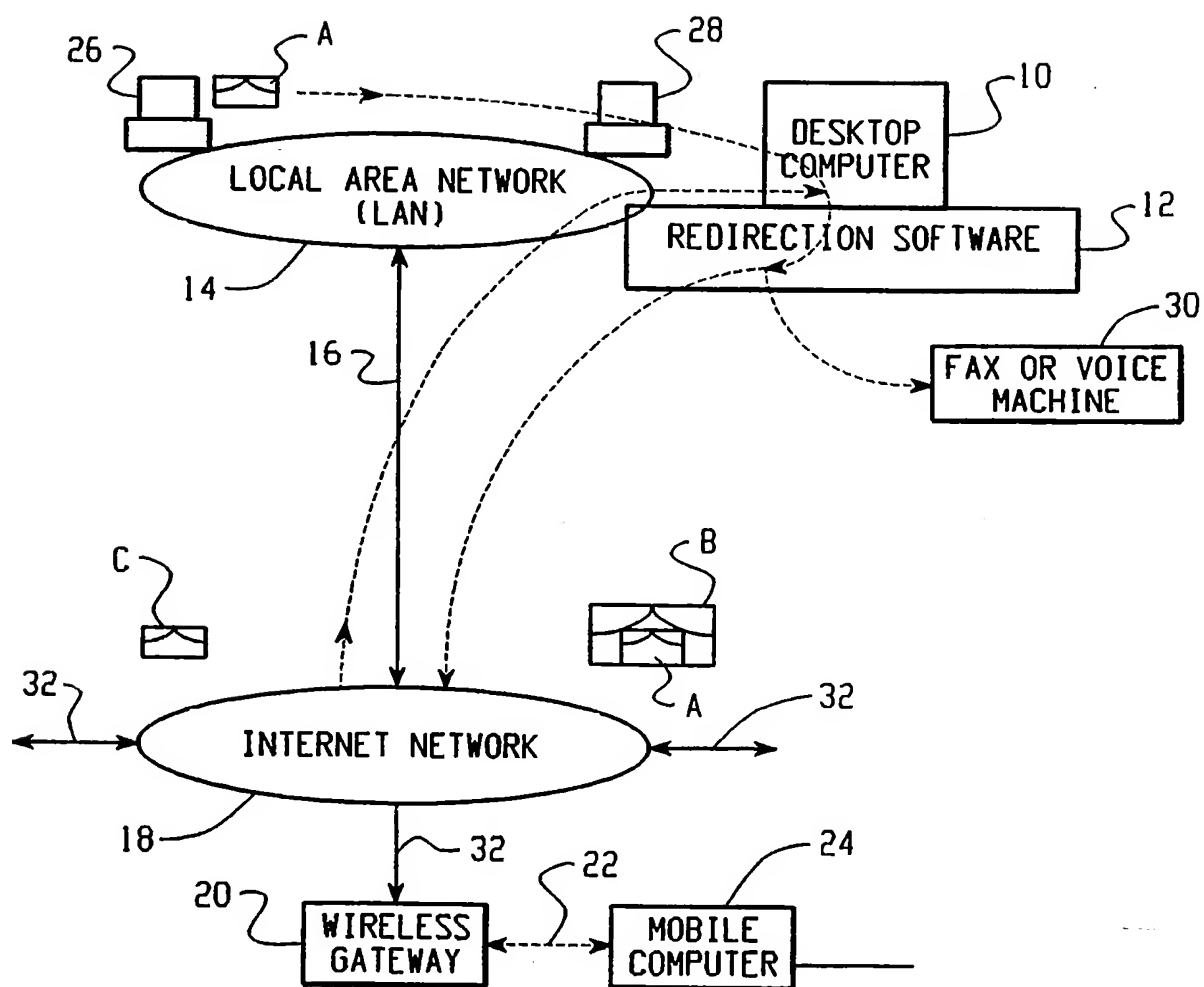 26
A
28
10
DESKTOP
COMPUTER
LOCAL AREA NETWORK
(LAN)
12
REDIRECTION SOFTWARE
14
30
16
FAX OR VOICE
MACHINE
C
B
A
32
32
INTERNET NETWORK
18
32
24
22
20
WIRELESS
GATEWAY
MOBILE
COMPUTER